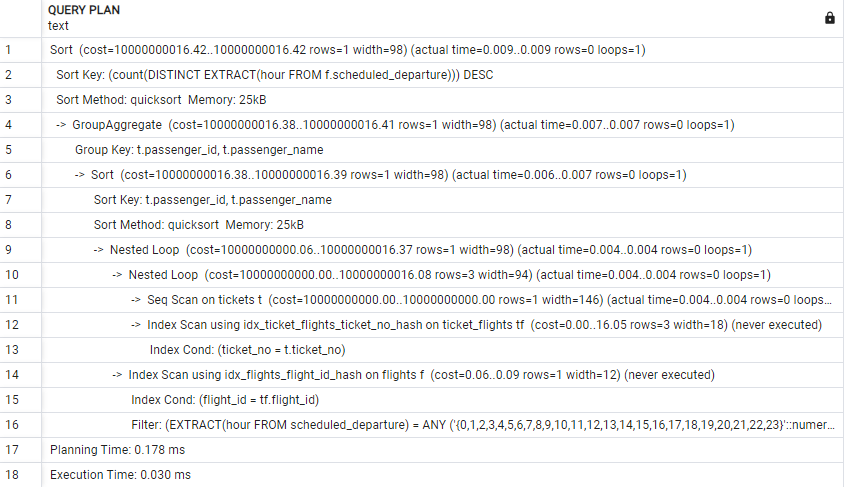 QUERY PLAN
text
1 Sort (cost=10000000016.42..10000000016.42 rows=1 width=98) (actual time=0.009..0.009 rows=0 loops=1)
2 Sort Key: (count(DISTINCT EXTRACT(hour FROM f.scheduled_departure))) DESC
3 Sort Method: quicksort Memory: 25kB
4 -> GroupAggregate (cost=10000000016.38..10000000016.41 rows=1 width=98) (actual time=0.007..0.007 rows=0 loops=1)
5 Group Key: t.passenger_id, t.passenger_name
6 -> Sort (cost=10000000016.38..10000000016.39 rows=1 width=98) (actual time=0.006..0.007 rows=0 loops=1)
7 Sort Key: t.passenger_id, t.passenger_name
8 Sort Method: quicksort Memory: 25kB
9 -> Nested Loop (cost=10000000000.06..10000000016.37 rows=1 width=98) (actual time=0.004..0.004 rows=0 loops=1)
10 -> Nested Loop (cost=10000000000.00..10000000016.08 rows=3 width=94) (actual time=0.004..0.004 rows=0 loops=1)
11 -> Seq Scan on tickets t (cost=10000000000.00..10000000000.00 rows=1 width=146) (actual time=0.004..0.004 rows=0 loops...
12 -> Index Scan using idx_ticket_flights_ticket_no_hash on ticket_flights tf (cost=0.00..16.05 rows=3 width=18) (never executed)
13 Index Cond: (ticket_no = t.ticket_no)
14 -> Index Scan using idx_flights_flight_id_hash on flights f (cost=0.06..0.09 rows=1 width=12) (never executed)
15 Index Cond: (flight_id = tf.flight_id)
16 Filter: (EXTRACT(hour FROM scheduled_departure) = ANY ('{0,1,2,3,4,5,6,7,8,9,10,11,12,13,14,15,16,17,18,19,20,21,22,23}'::numer...
17 Planning Time: 0.178 ms
18 Execution Time: 0.030 ms